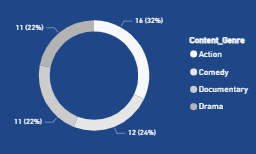 11 (22%)
16 (32%)
Content_Genre
Action
Comedy
Documentary
Drama
11 (22%)
12 (24%)